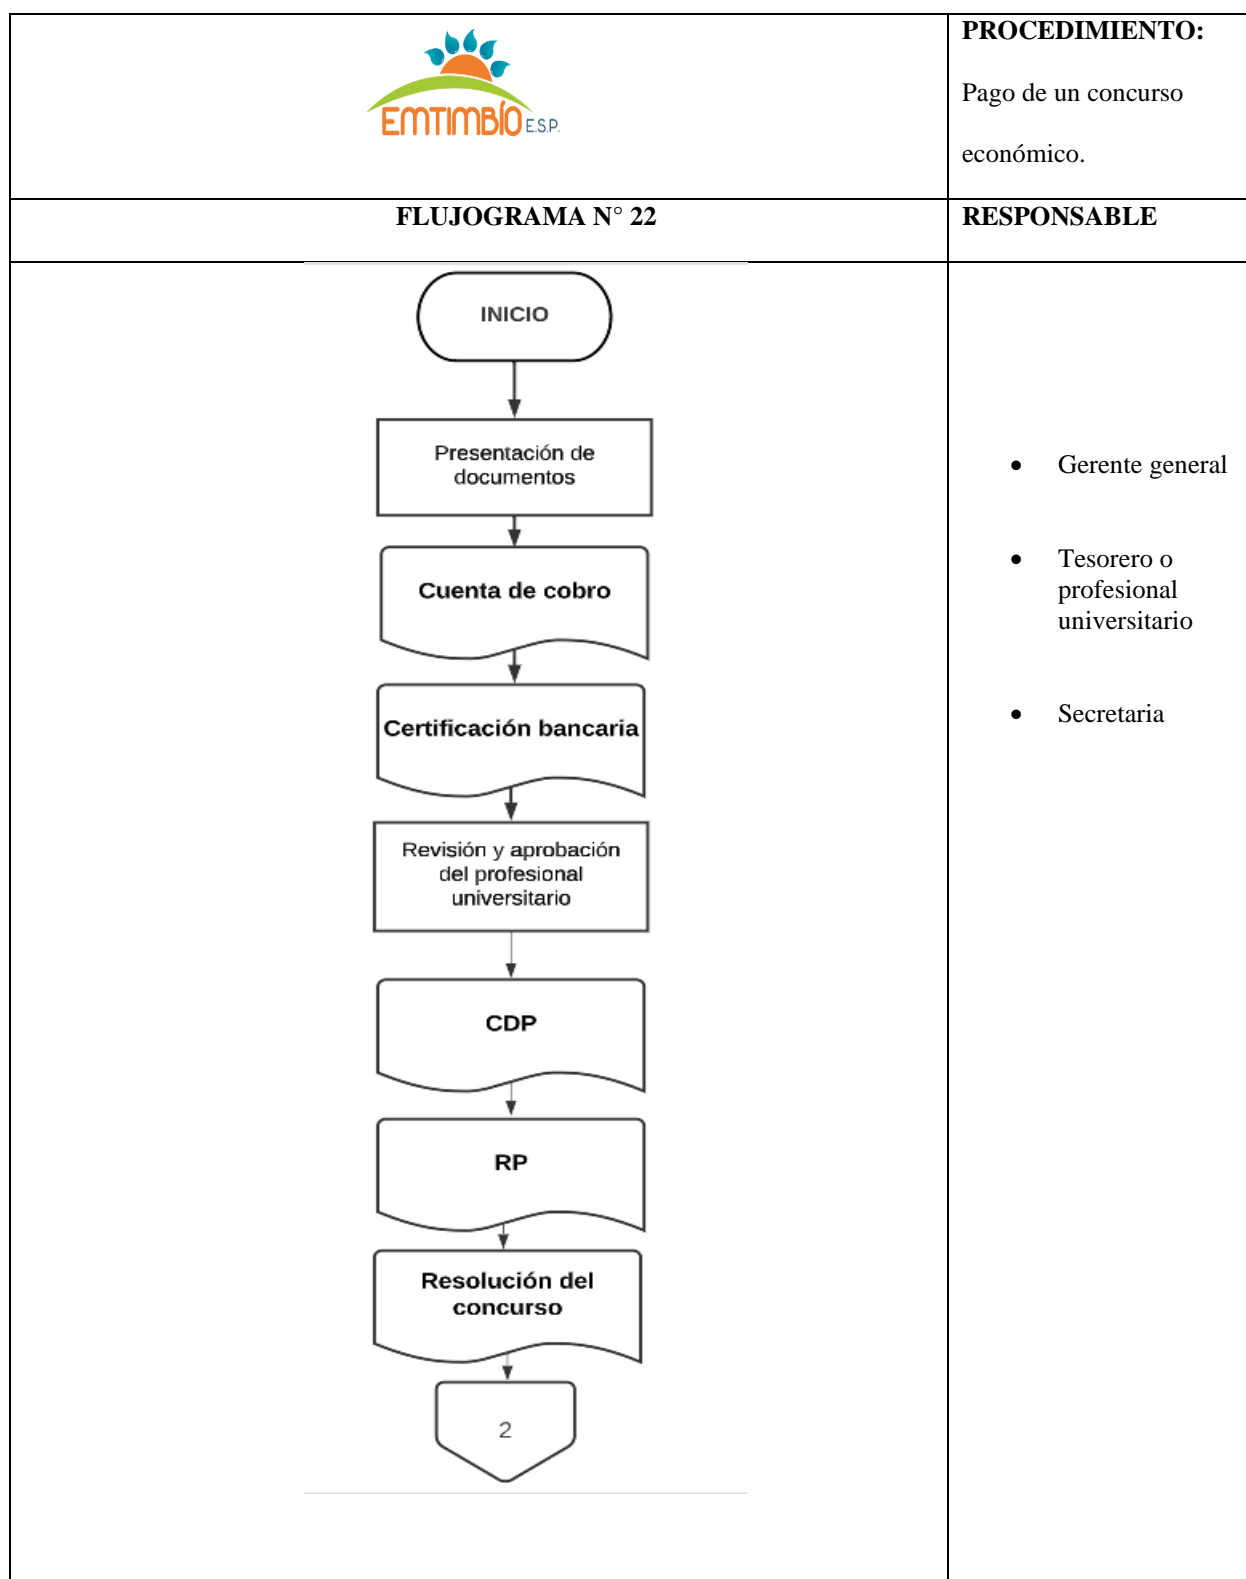 EMTIMBÍO E.S.P.
PROCEDIMIENTO:
Pago de un concurso
económico.
FLUJOGRAMA N° 22
RESPONSABLE
INICIO
Presentación de
documentos
Cuenta de cobro
Certificación bancaria
Revisión y aprobación
del profesional
universitario
CDP
RP
Resolución del
concurso
2
• Gerente general
• Tesorero o
profesional
universitario
• Secretaria